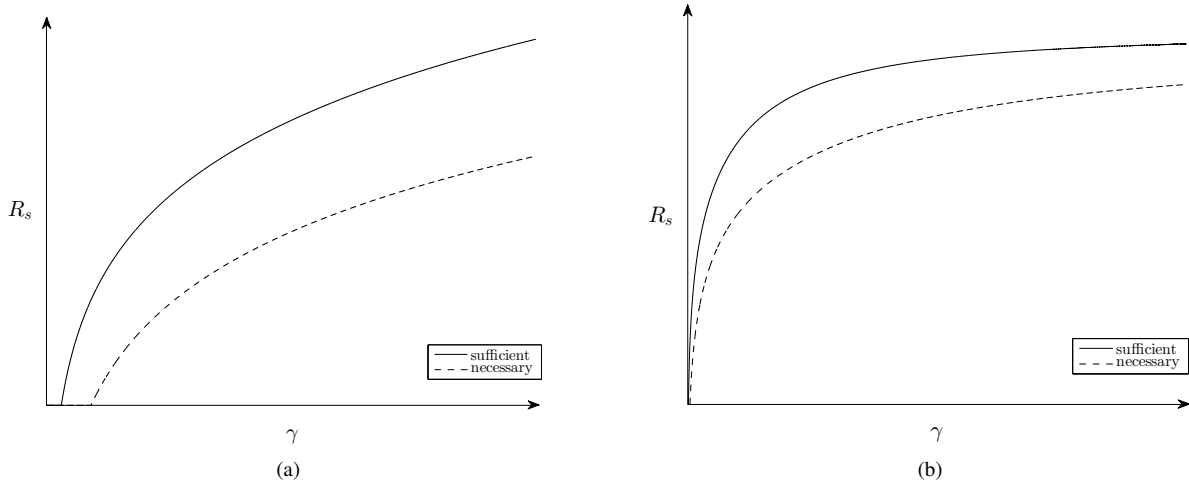 R_s
sufficient
necessary
γ
(a)
R_s
sufficient
necessary
γ
(b)